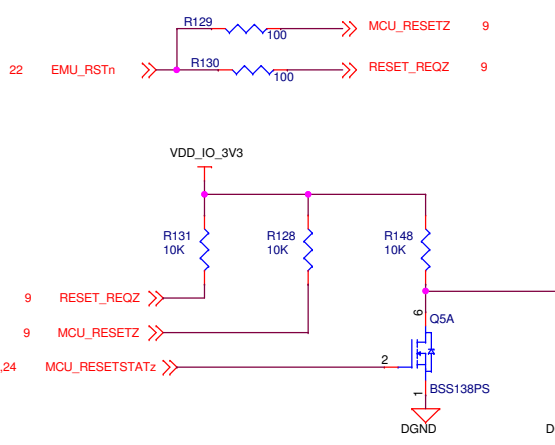 R129
MCU_RESETZ 9
100
22 EMU_RSTn
R130
RESET_REQZ 9
100
VDD_IO_3V3
R131
10K
R128
10K
R148
10K
9 RESET_REQZ
9 MCU_RESETZ
,24 MCU_RESETSTATz
2
6
Q5A
1
BSS138PS
DGND
D